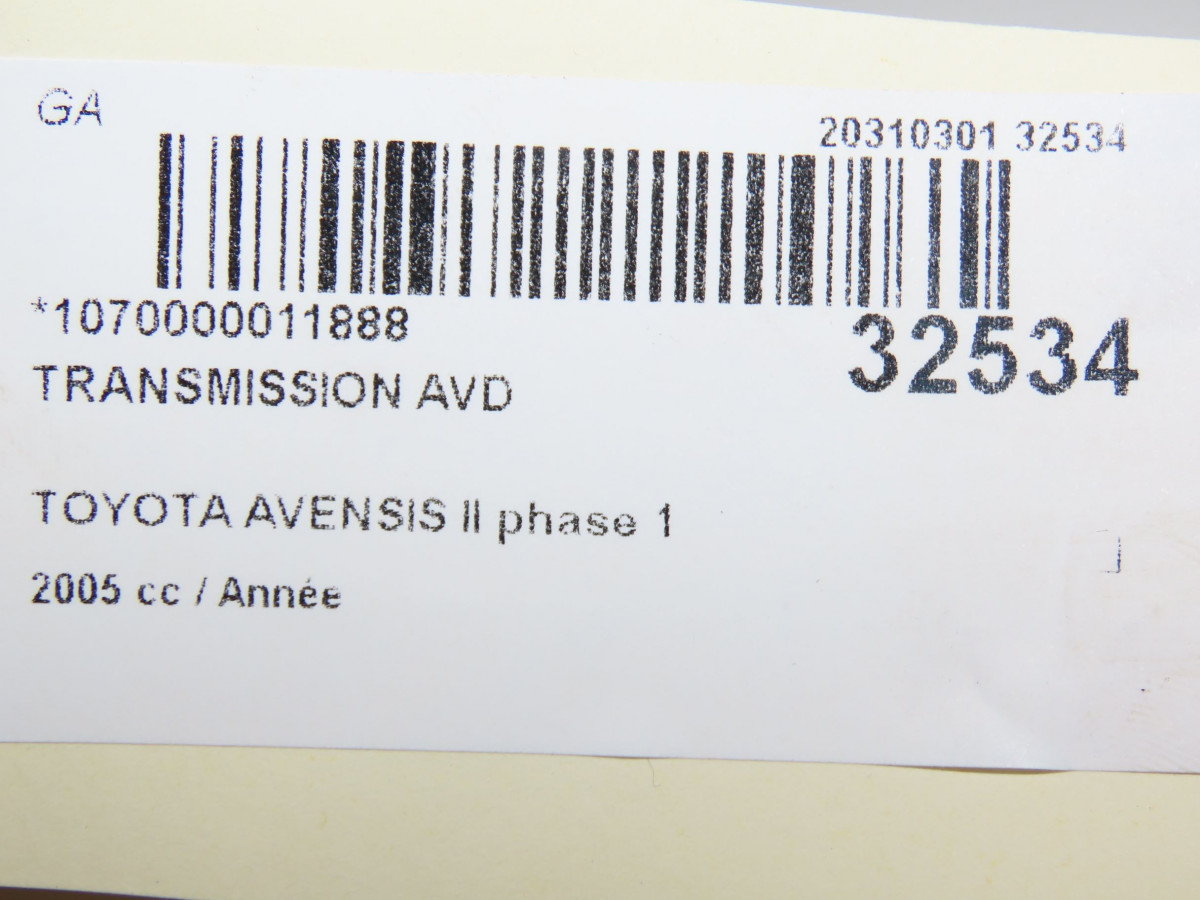 GA
20310301 32534
*1070000011888
32534
TRANSMISSION AVD
TOYOTA AVENSIS II phase 1
2005 cc / Année